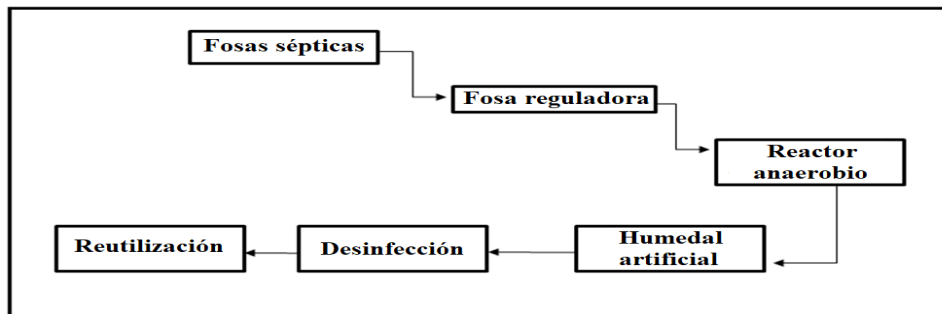 Fosas sépticas
Fosa reguladora
Reactor
anaerobio
Humedal
artificial
Desinfección
Reutilización